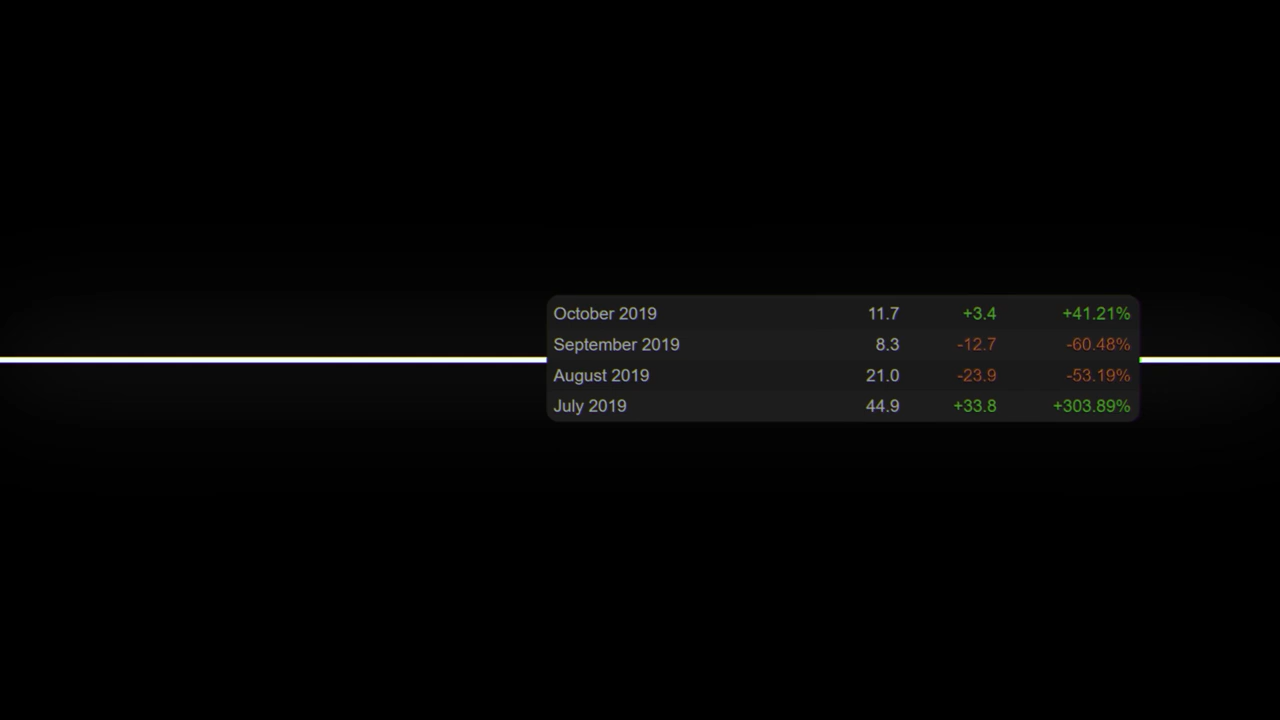 October 2019 11.7 +3.4 +41.21%
September 2019 8.3 -12.7 -60.48%
August 2019 21.0 -23.9 -53.19%
July 2019 44.9 +33.8 +303.89%